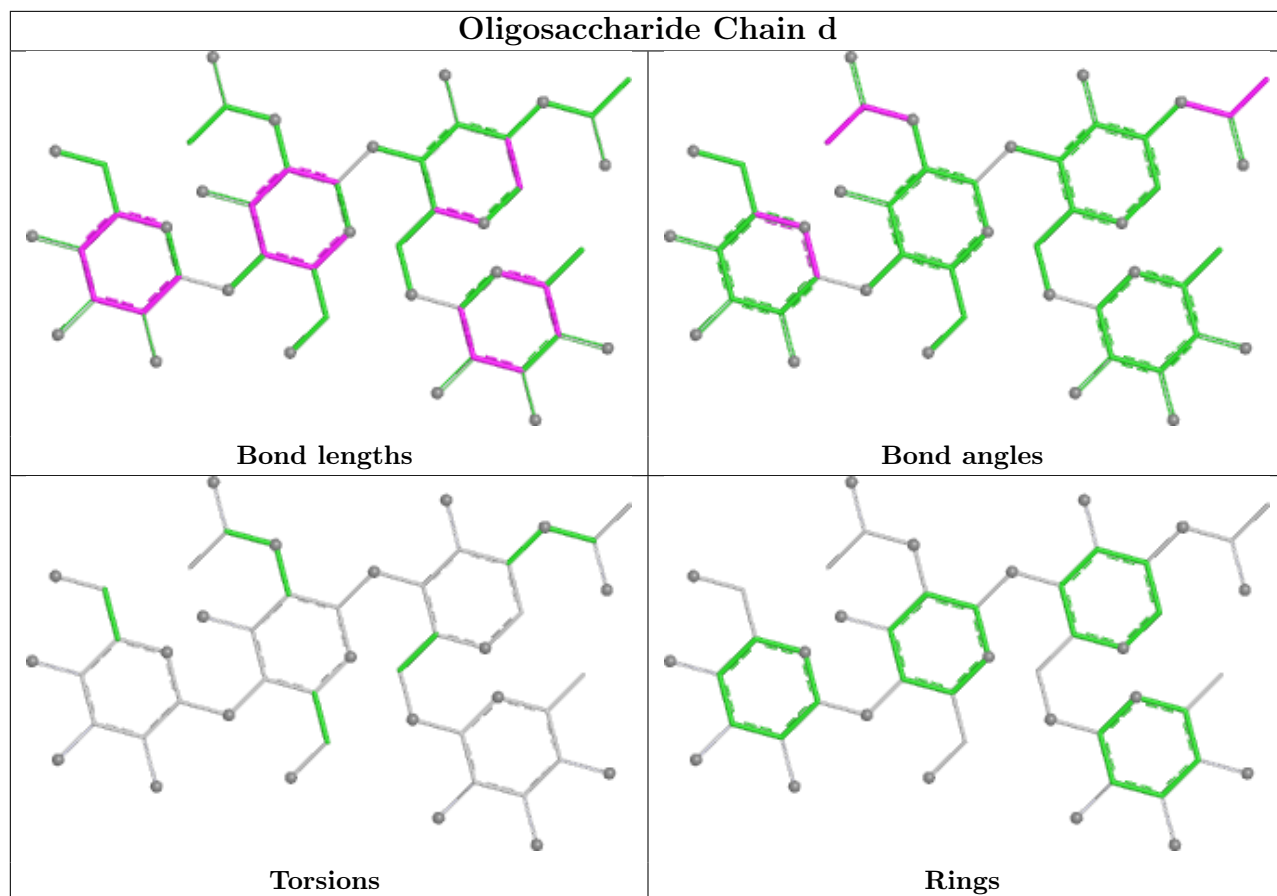 Oligosaccharide Chain d
Bond lengths
Bond angles
Torsions
Rings